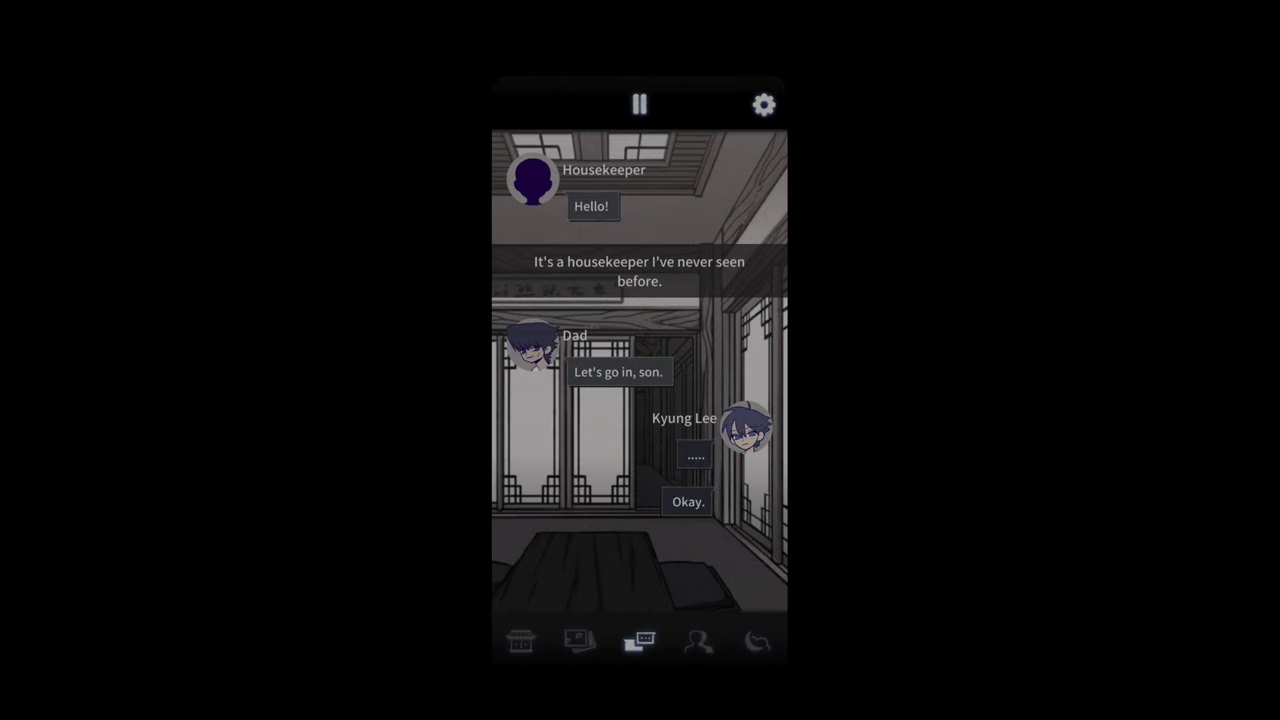 Housekeeper
Hello!
It's a housekeeper I've never seen
before.
Dad
Let's go in, son.
Kyung Lee
.....
Okay.